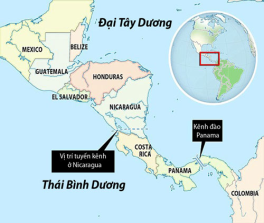 Đại Tây Dương
MEXICO
BELIZE
GUATEMALA
HONDURAS
EL SALVADOR
NICARAGUA
Kênh đào
Panama
Vị trí tuyến kênh
ở Nicaragua
COSTA
RICA
PANAMA
Thái Bình Dương
COLOMBIA